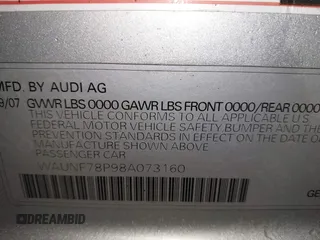 MFD. BY AUDI AG
9/07 GVWR LBS 0000 GAWR LBS FRONT 0000/REAR 0000
THIS VEHICLE CONFORMS TO ALL APPLICABLE U.S.
FEDERAL MOTOR VEHICLE SAFETY BUMPER AND THEFT
PREVENTION STANDARDS IN EFFECT ON THE DATE OF
MANUFACTURE SHOWN ABOVE.
PASSENGER CAR
WAUNF78P98A073160
GE
DREAMBID